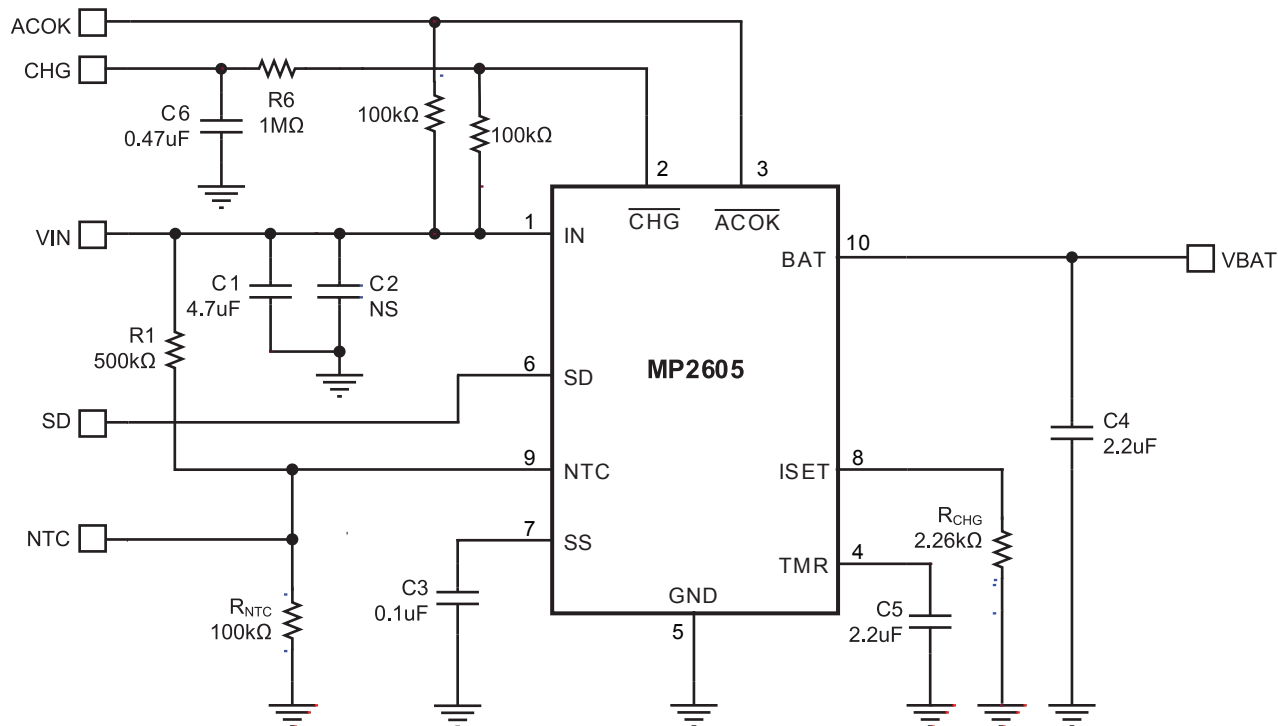 ACOK
CHG
C6
0.47uF
R6
1MΩ
100kΩ
100kΩ
2
3
VIN
1
IN
CHG
ACOK
BAT
10
VBAT
C1
4.7uF
C2
NS
R1
500kΩ
6
SD
MP2605
SD
C4
2.2uF
9
NTC
ISET
8
NTC
7
SS
RCHG
2.26kΩ
TMR
4
C3
0.1uF
RNTC
100kΩ
GND
5
C5
2.2uF